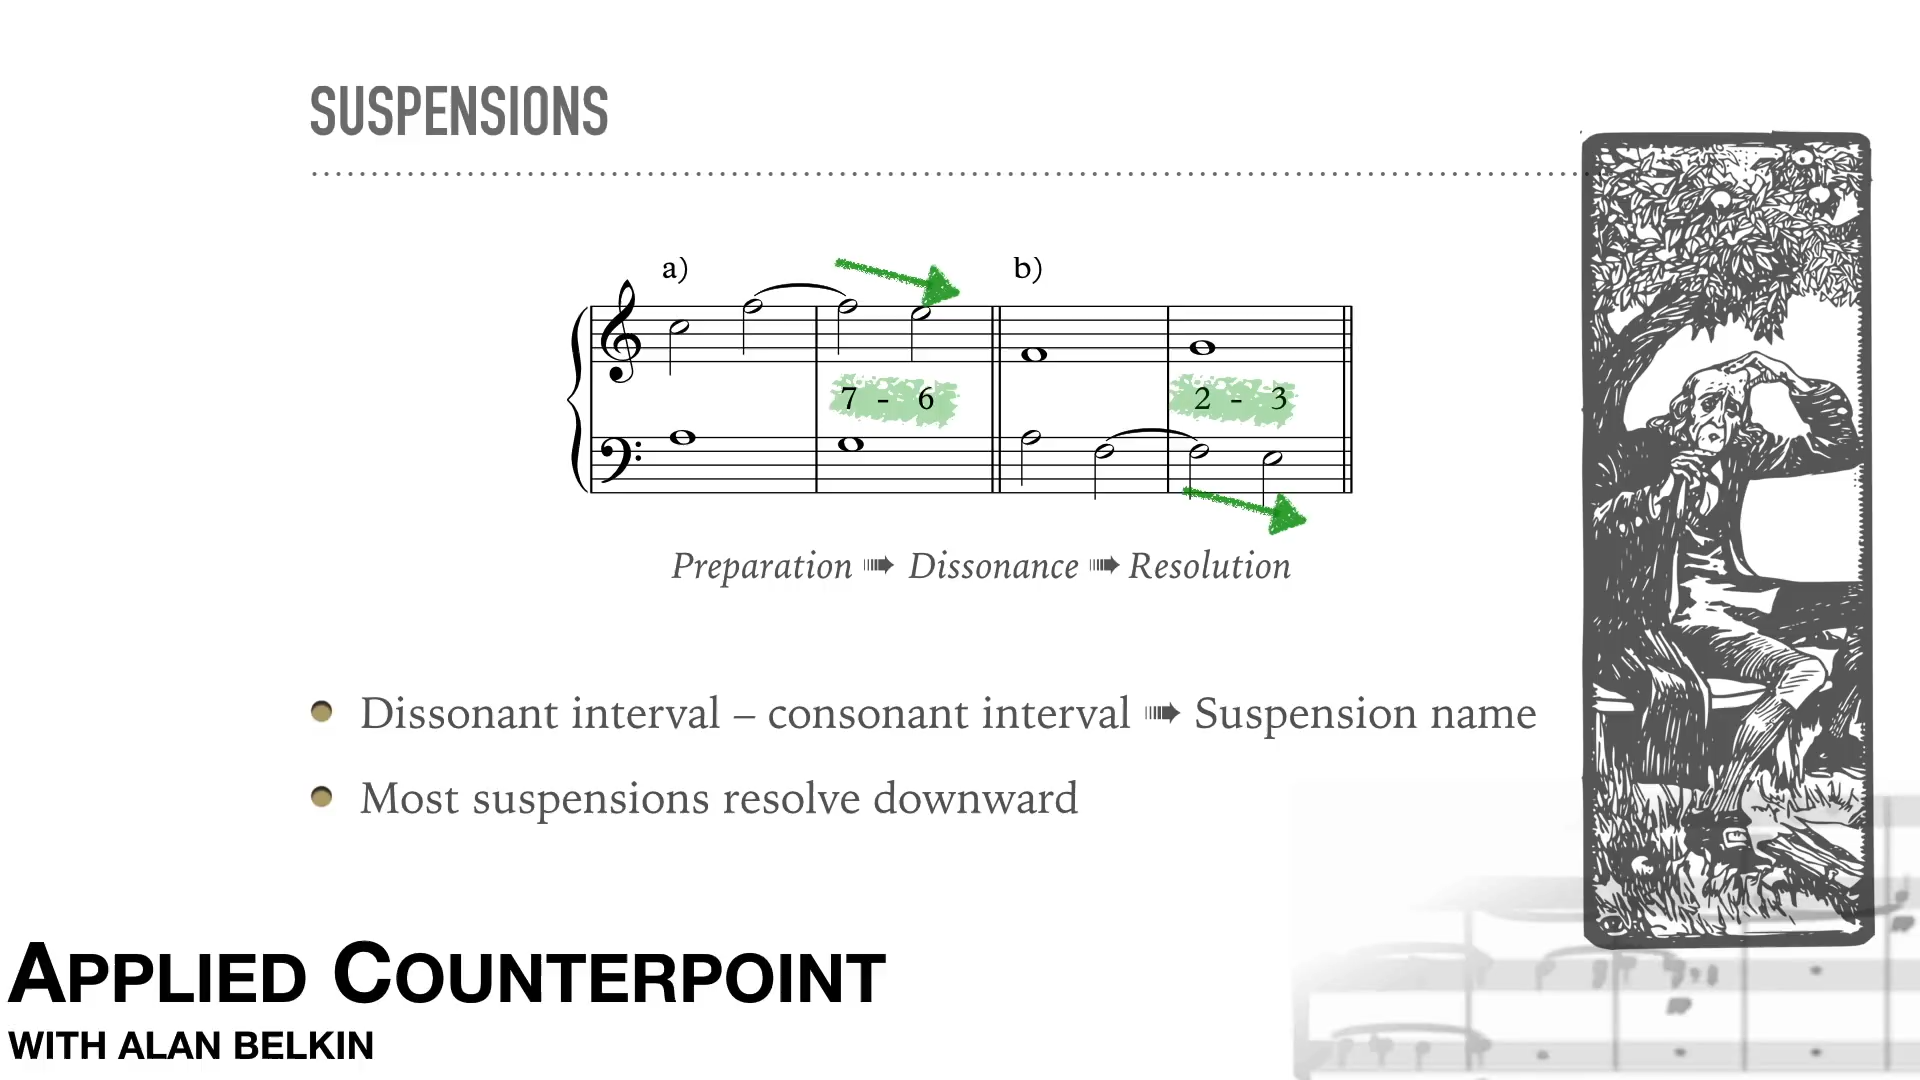 SUSPENSIONS
a) b)
7 - 6 2 - 3
Preparation ➠ Dissonance ➠ Resolution
Dissonant interval – consonant interval ➠ Suspension name
Most suspensions resolve downward
APPLIED COUNTERPOINT
WITH ALAN BELKIN